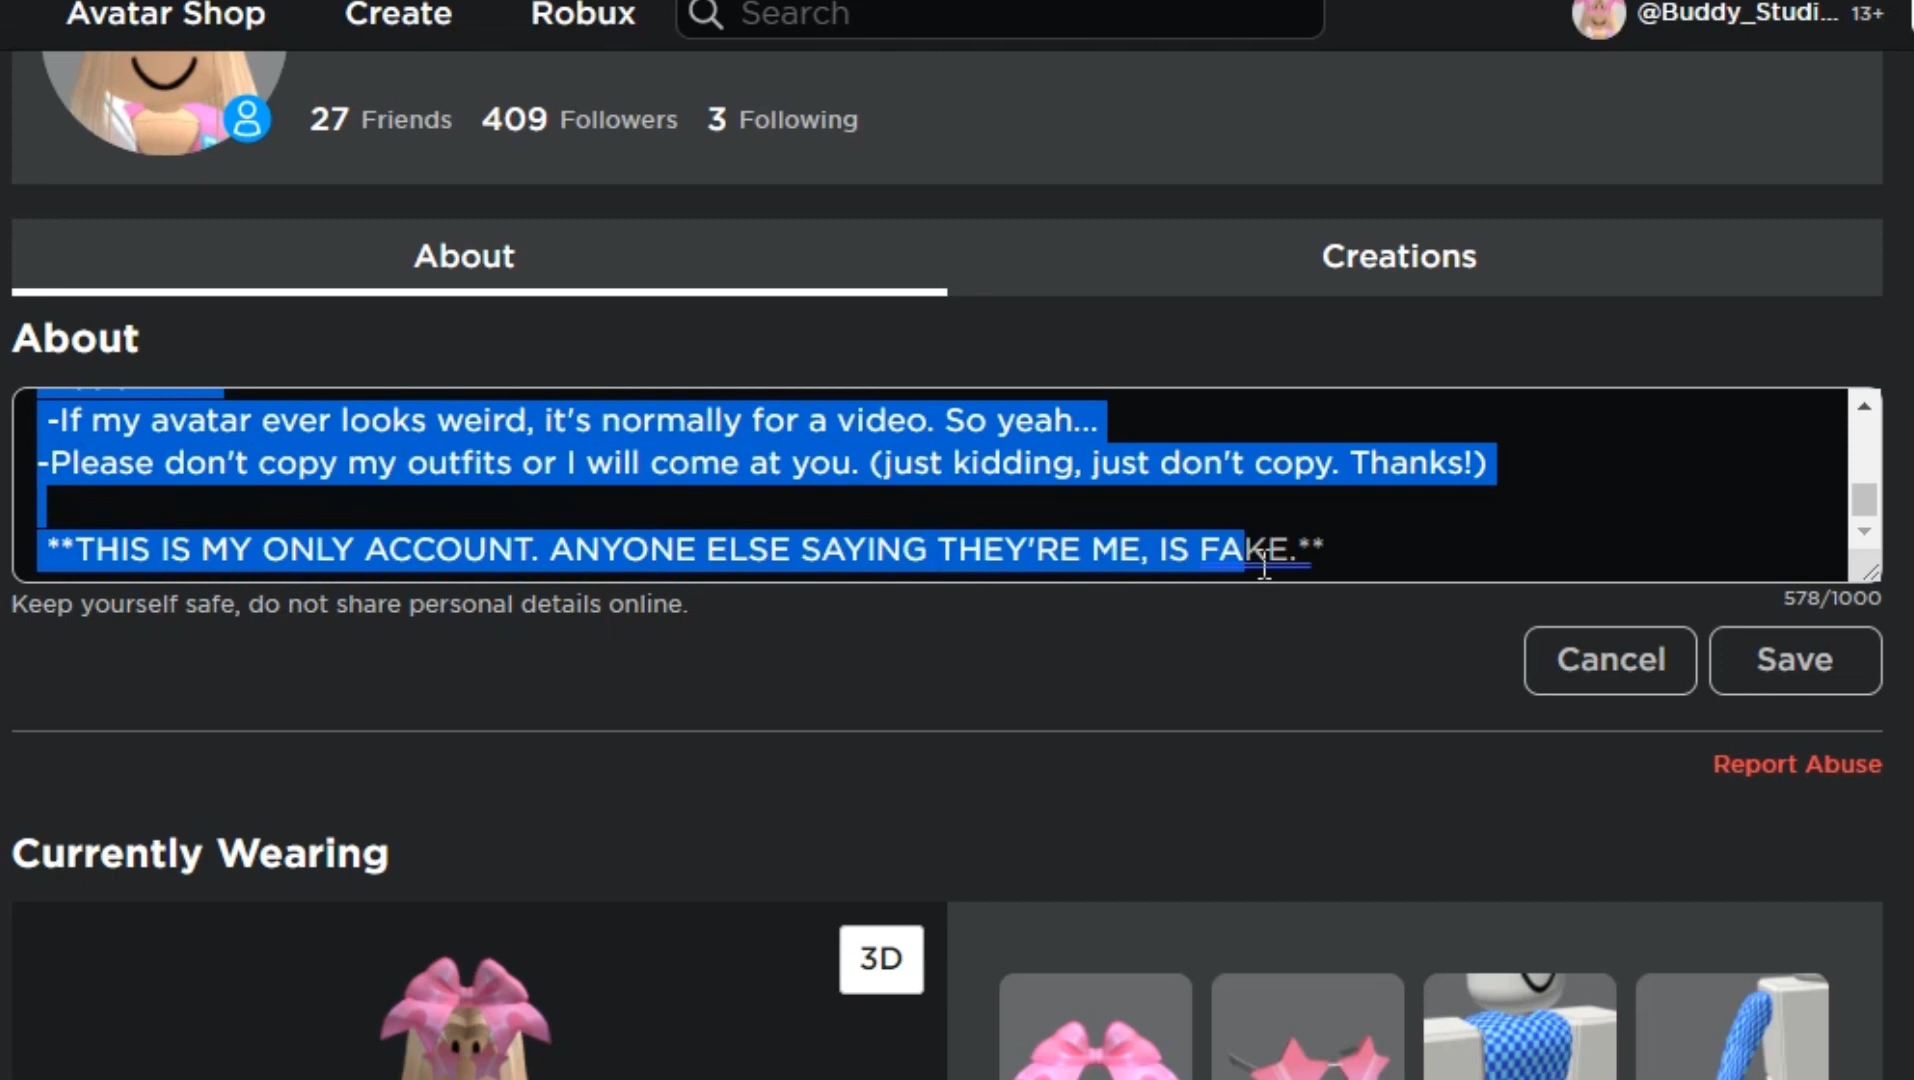 Avatar Shop Create Robux Search @Buddy_Studi... 13+
27 Friends 409 Followers 3 Following
About Creations
About
-If my avatar ever looks weird, it's normally for a video. So yeah...
-Please don't copy my outfits or I will come at you. (just kidding, just don't copy. Thanks!)
**THIS IS MY ONLY ACCOUNT. ANYONE ELSE SAYING THEY'RE ME, IS FAKE.**
Keep yourself safe, do not share personal details online. 578/1000
Cancel Save
Report Abuse
Currently Wearing
3D